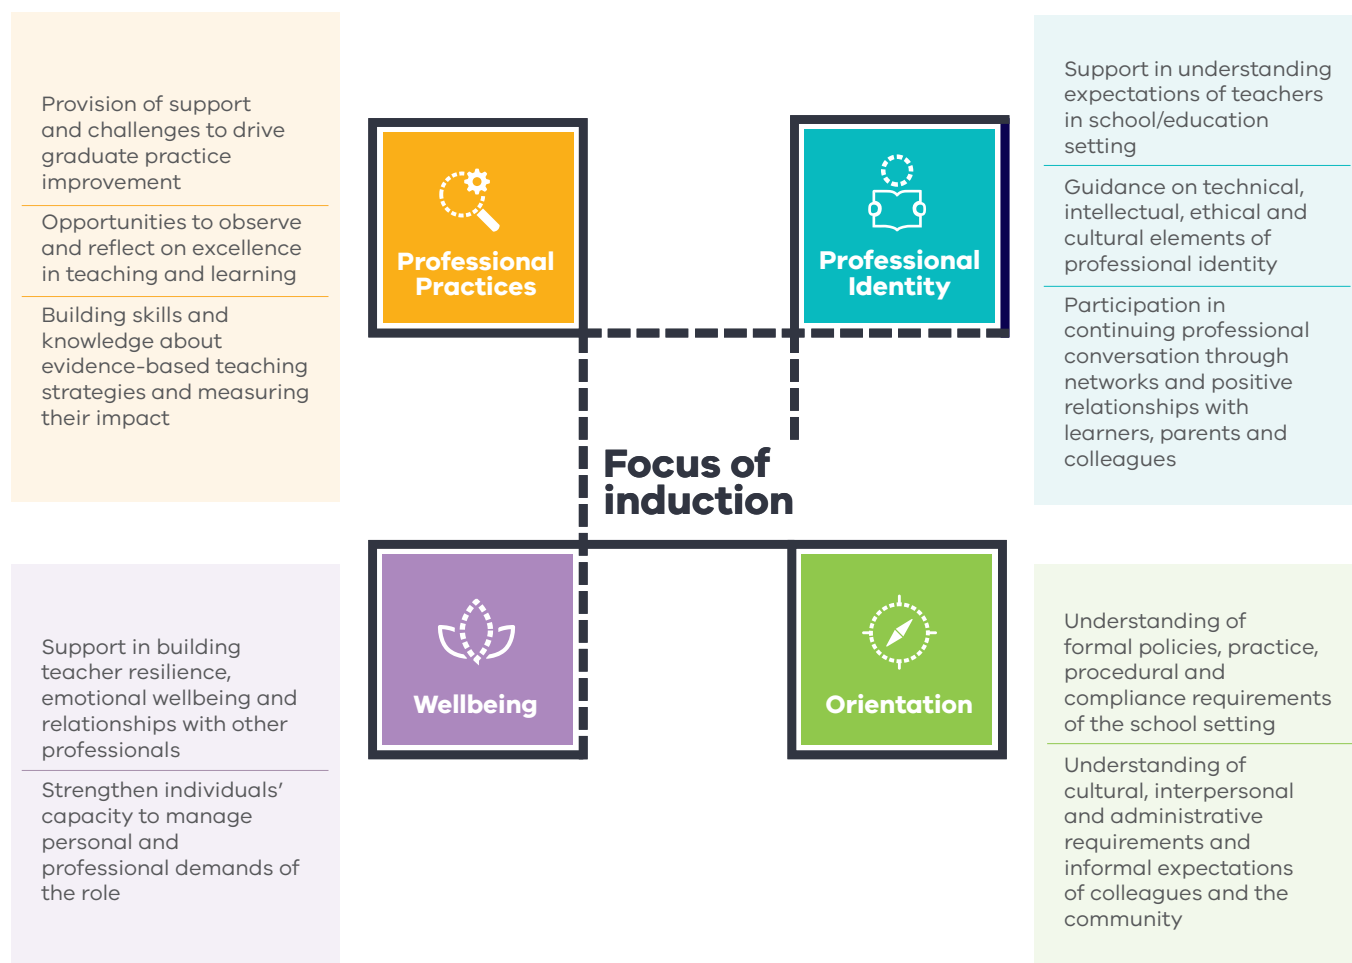 Provision of support
and challenges to drive
graduate practice
improvement
Opportunities to observe
and reflect on excellence
in teaching and learning
Building skills and
knowledge about
evidence-based teaching
strategies and measuring
their impact
Professional
Practices
Professional
Identity
Support in understanding
expectations of teachers
in school/education
setting
Guidance on technical,
intellectual, ethical and
cultural elements of
professional identity
Participation in
continuing professional
conversation through
networks and positive
relationships with
learners, parents and
colleagues
Focus of
induction
Support in building
teacher resilience,
emotional wellbeing and
relationships with other
professionals
Strengthen individuals’
capacity to manage
personal and
professional demands of
the role
Wellbeing
Orientation
Understanding of
formal policies, practice,
procedural and
compliance requirements
of the school setting
Understanding of
cultural, interpersonal
and administrative
requirements and
informal expectations
of colleagues and the
community